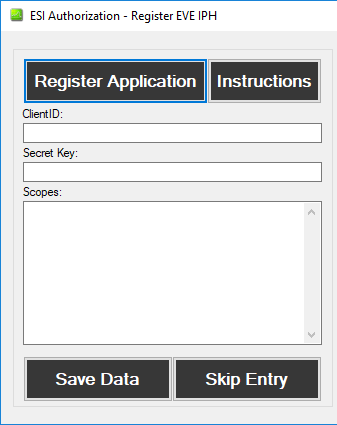 ESI Authorization - Register EVE IPH
Register Application Instructions
ClientID:
Secret Key:
Scopes:
Save Data Skip Entry